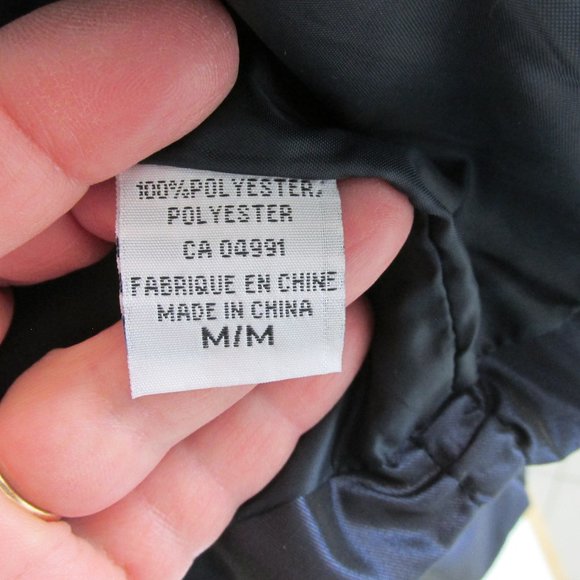 100%POLYESTER/
POLYESTER
CA 04991
FABRIQUE EN CHINE
MADE IN CHINA
M/M